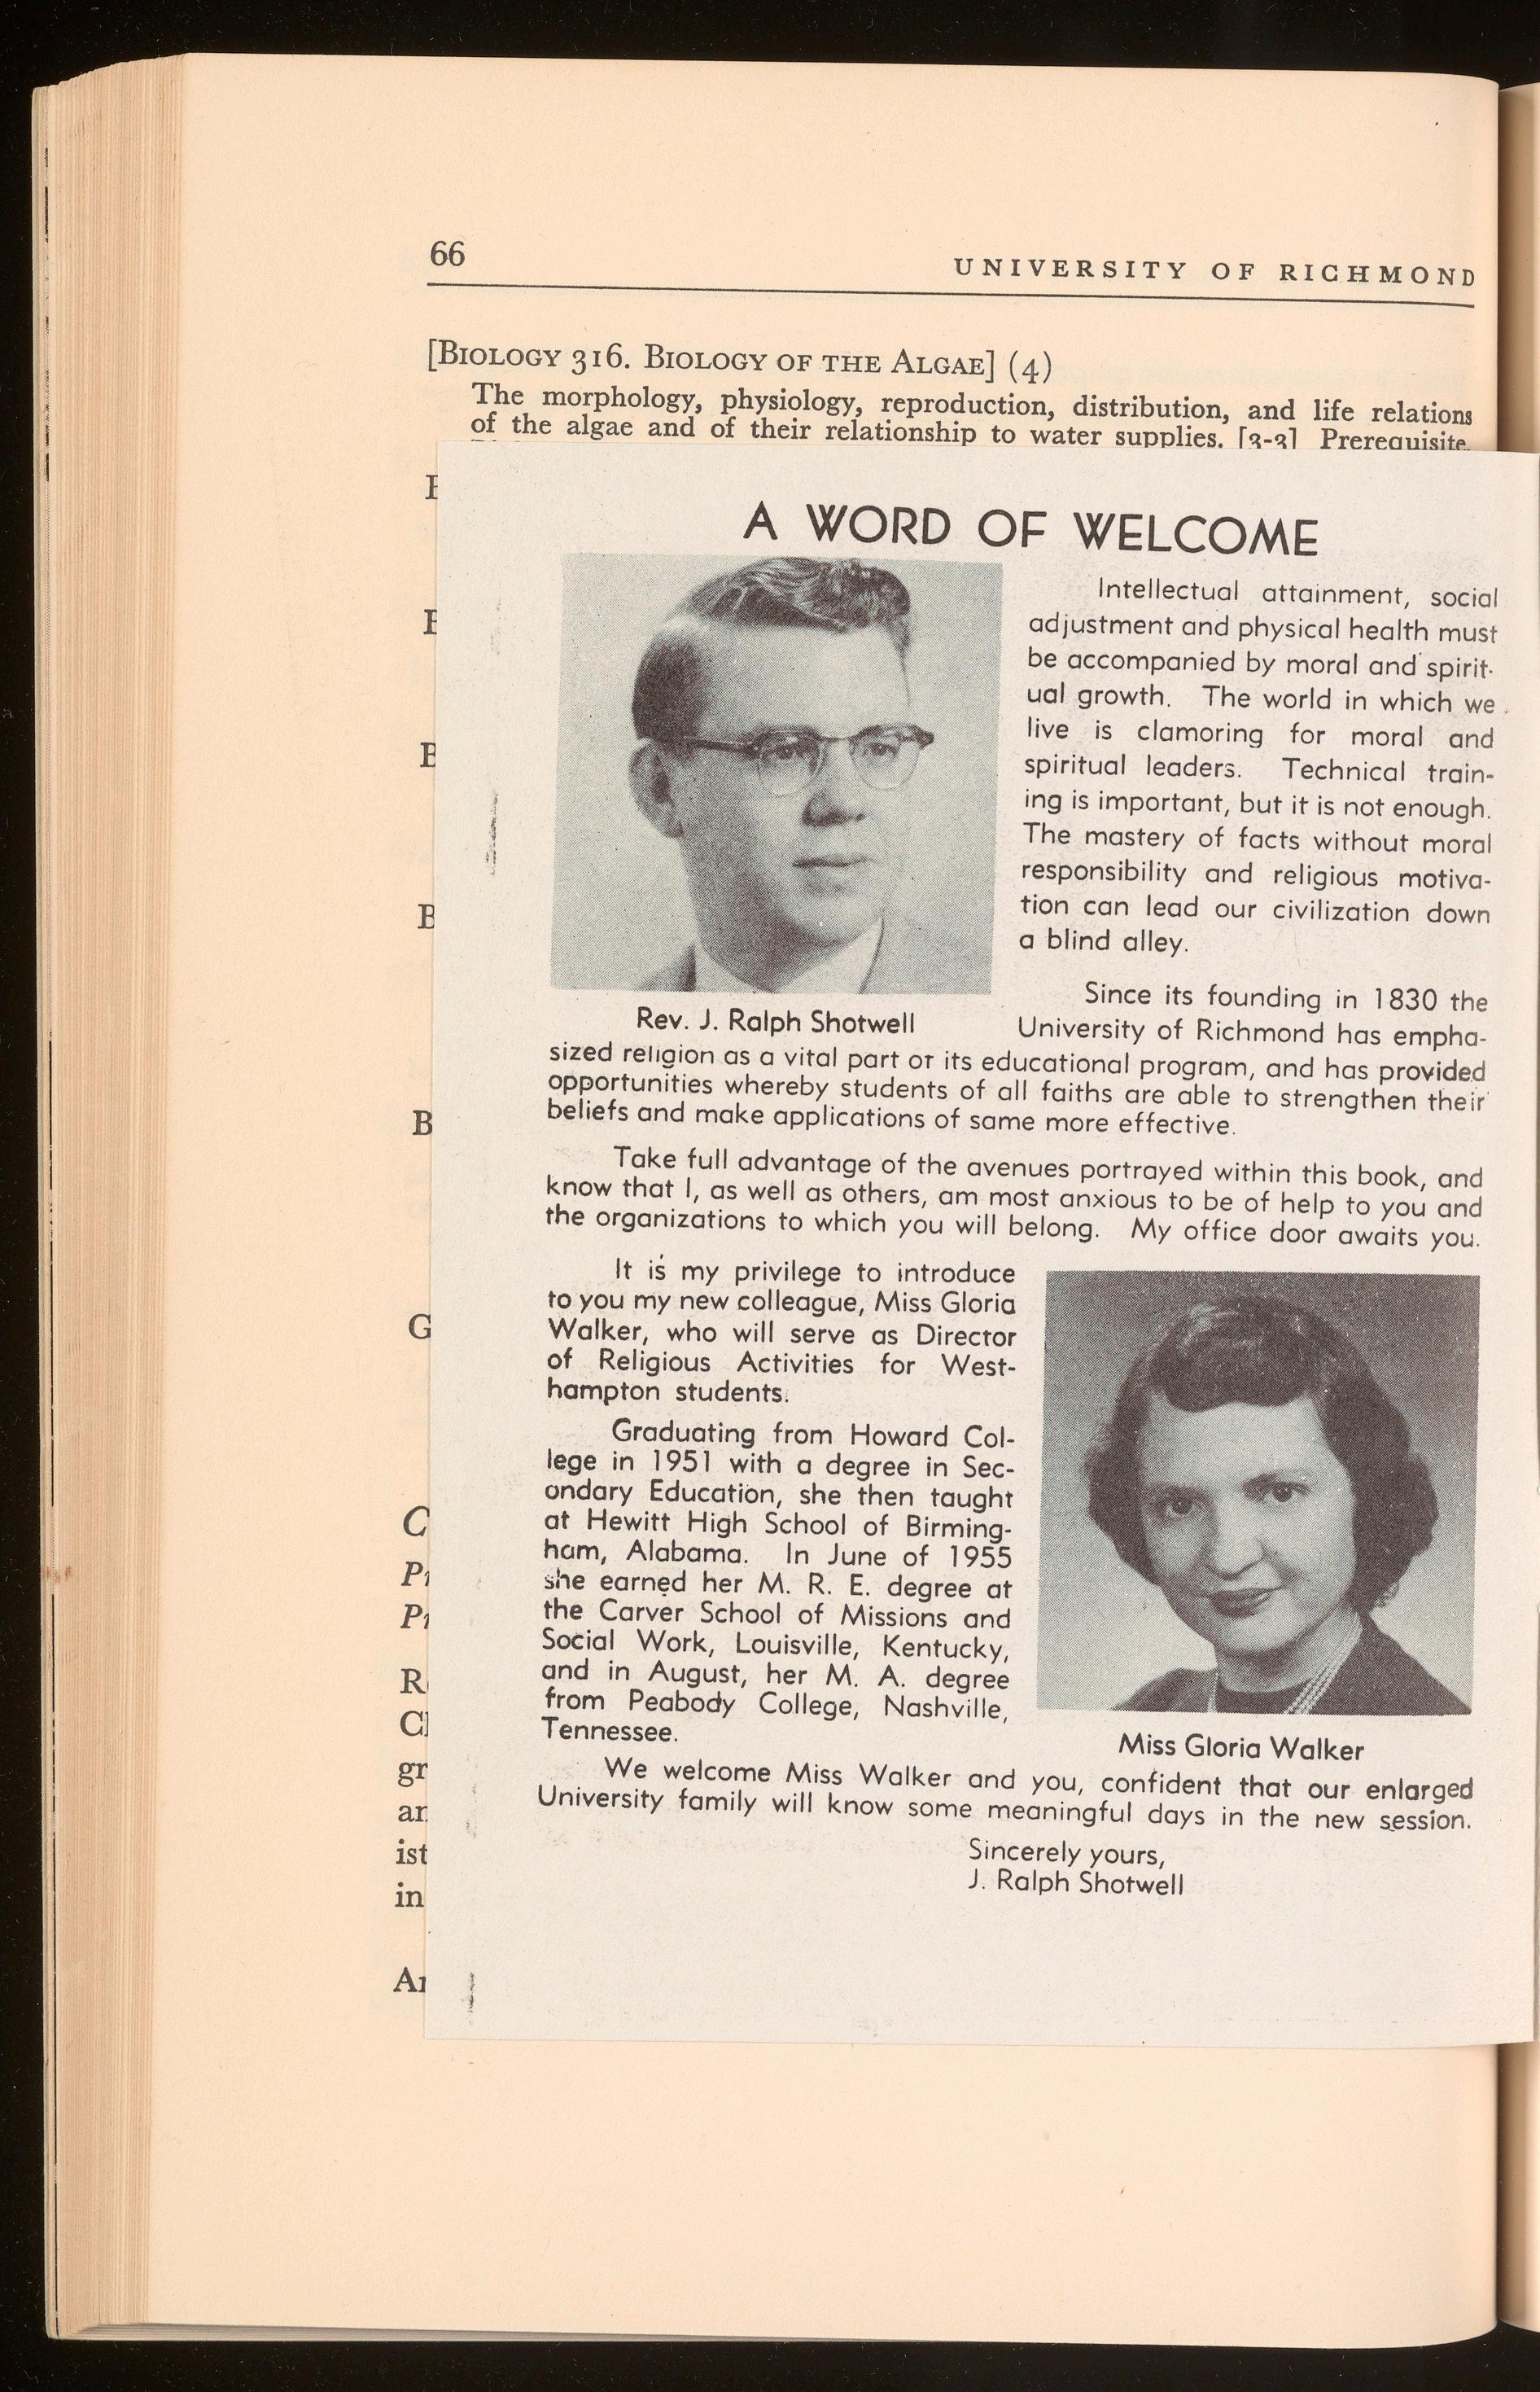 66
UNIVERSITY OF RICHMOND
[BIOLOGY 316. BIOLOGY OF THE ALGAE] (4)
The morphology, physiology, reproduction, distribution, and life relations
of the algae and of their relationship to water supplies. [3-3] Prerequisite,
A WORD OF WELCOME
Intellectual attainment, social
adjustment and physical health must
be accompanied by moral and spirit-
ual growth. The world in which we
live is clamoring for moral and
spiritual leaders. Technical train-
ing is important, but it is not enough.
The mastery of facts without moral
responsibility and religious motiva-
tion can lead our civilization down
a blind alley.
Rev. J. Ralph Shotwell
Since its founding in 1830 the
University of Richmond has empha-
sized religion as a vital part of its educational program, and has provided
opportunities whereby students of all faiths are able to strengthen their
beliefs and make applications of same more effective.
Take full advantage of the avenues portrayed within this book, and
know that I, as well as others, am most anxious to be of help to you and
the organizations to which you will belong. My office door awaits you.
It is my privilege to introduce
to you my new colleague, Miss Gloria
Walker, who will serve as Director
of Religious Activities for West-
hampton students.
Graduating from Howard Col-
lege in 1951 with a degree in Sec-
ondary Education, she then taught
at Hewitt High School of Birming-
ham, Alabama. In June of 1955
she earned her M. R. E. degree at
the Carver School of Missions and
Social Work, Louisville, Kentucky,
and in August, her M. A. degree
from Peabody College, Nashville,
Tennessee.
Miss Gloria Walker
We welcome Miss Walker and you, confident that our enlarged
University family will know some meaningful days in the new session.
Sincerely yours,
J. Ralph Shotwell
B
B
B
G
C
R
gr
ist
in